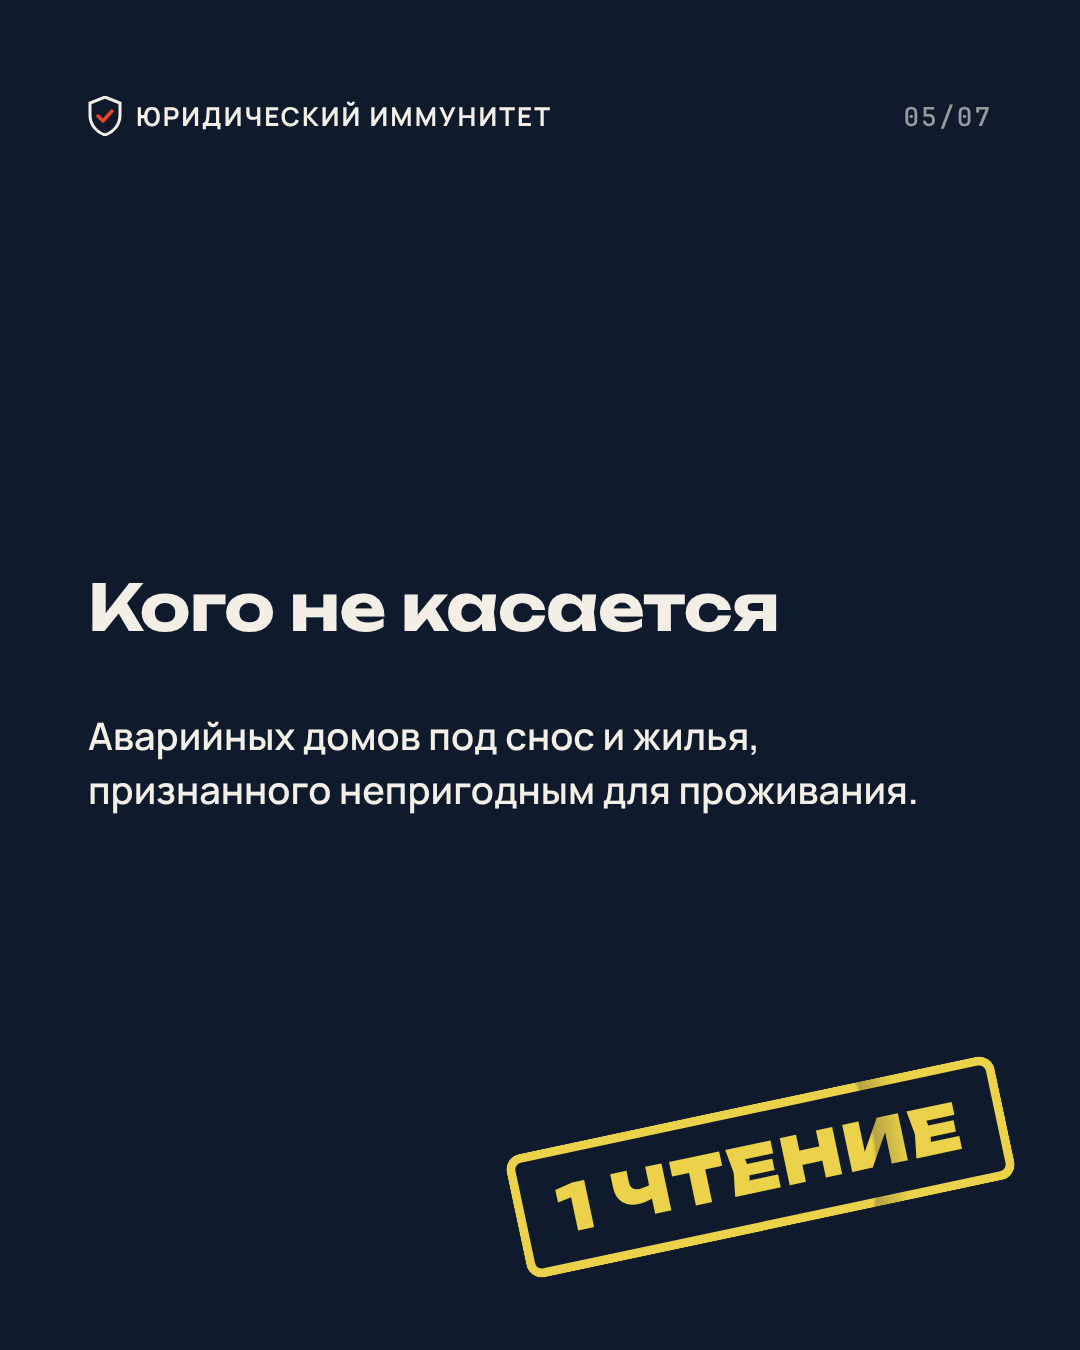 ЮРИДИЧЕСКИЙ ИММУНИТЕТ
05/07
Кого не касается
Аварийных домов под снос и жилья,
признанного непригодным для проживания.
1 ЧТЕНИЕ